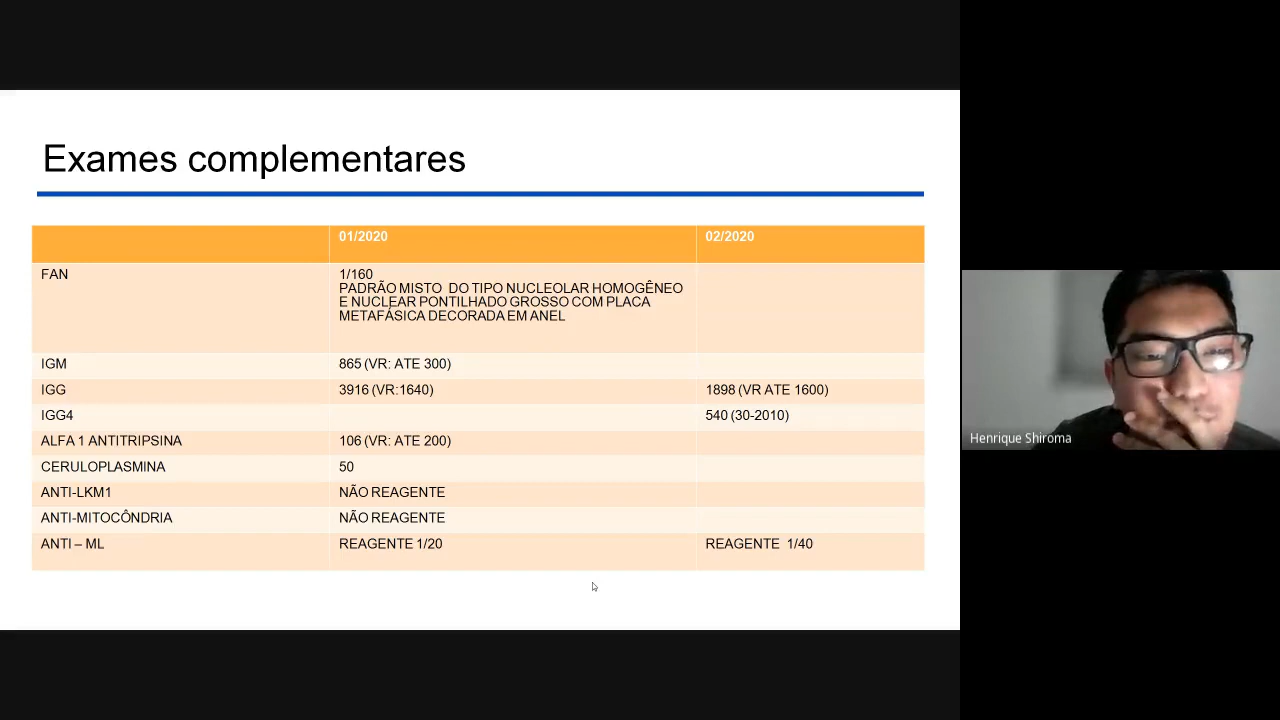 Exames complementares
01/2020 02/2020
FAN 1/160
PADRÃO MISTO DO TIPO NUCLEOLAR HOMOGÊNEO
E NUCLEAR PONTILHADO GROSSO COM PLACA
METAFÁSICA DECORADA EM ANEL
IGM 865 (VR: ATE 300)
IGG 3916 (VR:1640) 1898 (VR ATE 1600)
IGG4 540 (30-2010)
ALFA 1 ANTITRIPSINA 106 (VR: ATE 200)
CERULOPLASMINA 50
ANTI-LKM1 NÃO REAGENTE
ANTI-MITOCÔNDRIA NÃO REAGENTE
ANTI – ML REAGENTE 1/20 REAGENTE 1/40
Henrique Shiroma